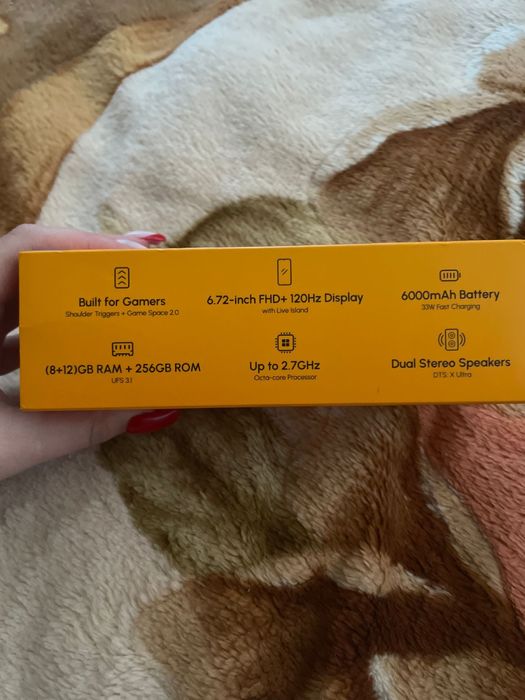 Built for Gamers
Shoulder Triggers + Game Space 2.0
6.72-inch FHD+ 120Hz Display
with Live Island
6000mAh Battery
33W Fast Charging
(8+12)GB RAM + 256GB ROM
UFS 3.1
Up to 2.7GHz
Octa-core Processor
Dual Stereo Speakers
DTS: X Ultra